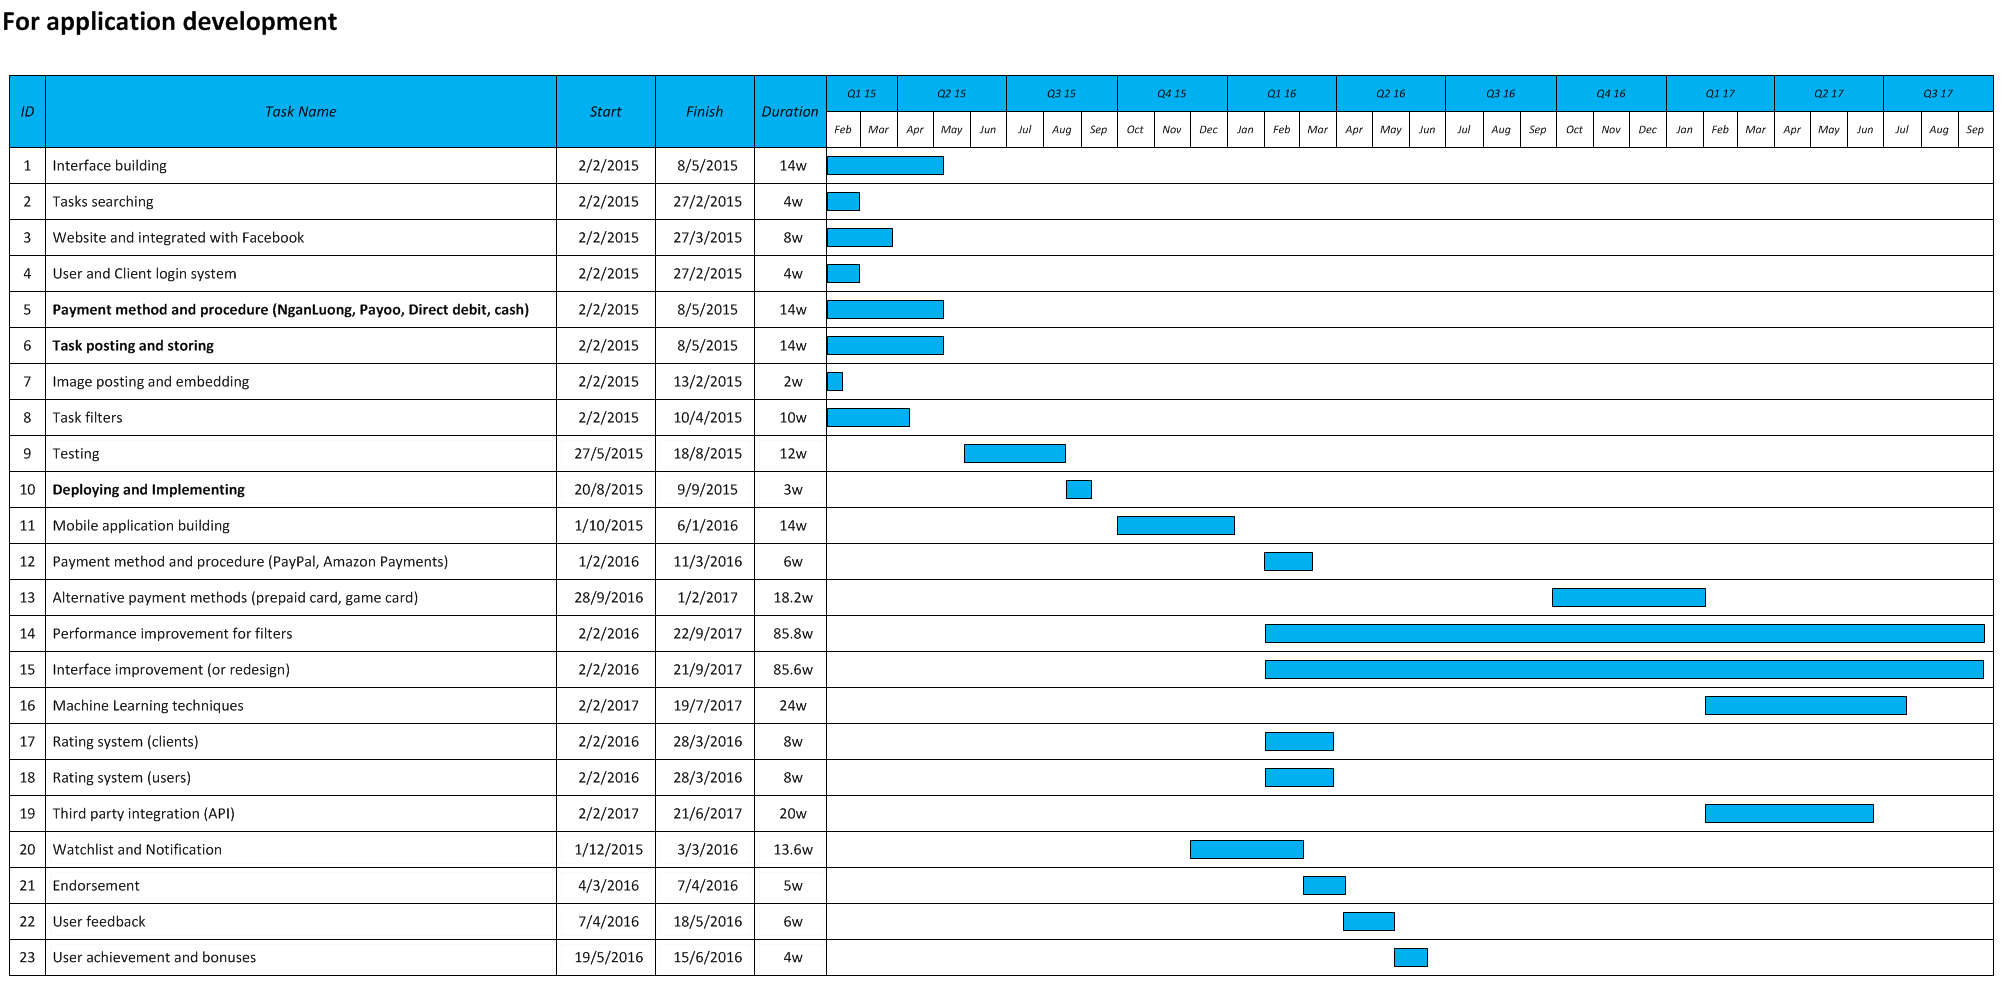 For application development
ID Task Name Start Finish Duration Q1 15 Q2 15 Q3 15 Q4 15 Q1 16 Q2 16 Q3 16 Q4 16 Q1 17 Q2 17 Q3 17
Feb Mar Apr May Jun Jul Aug Sep Oct Nov Dec Jan Feb Mar Apr May Jun Jul Aug Sep Oct Nov Dec Jan Feb Mar Apr May Jun Jul Aug Sep
1 Interface building 2/2/2015 8/5/2015 14w
2 Tasks searching 2/2/2015 27/2/2015 4w
3 Website and integrated with Facebook 2/2/2015 27/3/2015 8w
4 User and Client login system 2/2/2015 27/2/2015 4w
5 Payment method and procedure (NganLuong, Payoo, Direct debit, cash) 2/2/2015 8/5/2015 14w
6 Task posting and storing 2/2/2015 8/5/2015 14w
7 Image posting and embedding 2/2/2015 13/2/2015 2w
8 Task filters 2/2/2015 10/4/2015 10w
9 Testing 27/5/2015 18/8/2015 12w
10 Deploying and Implementing 20/8/2015 9/9/2015 3w
11 Mobile application building 1/10/2015 6/1/2016 14w
12 Payment method and procedure (PayPal, Amazon Payments) 1/2/2016 11/3/2016 6w
13 Alternative payment methods (prepaid card, game card) 28/9/2016 1/2/2017 18.2w
14 Performance improvement for filters 2/2/2016 22/9/2017 85.8w
15 Interface improvement (or redesign) 2/2/2016 21/9/2017 85.6w
16 Machine Learning techniques 2/2/2017 19/7/2017 24w
17 Rating system (clients) 2/2/2016 28/3/2016 8w
18 Rating system (users) 2/2/2016 28/3/2016 8w
19 Third party integration (API) 2/2/2017 21/6/2017 20w
20 Watchlist and Notification 1/12/2015 3/3/2016 13.6w
21 Endorsement 4/3/2016 7/4/2016 5w
22 User feedback 7/4/2016 18/5/2016 6w
23 User achievement and bonuses 19/5/2016 15/6/2016 4w